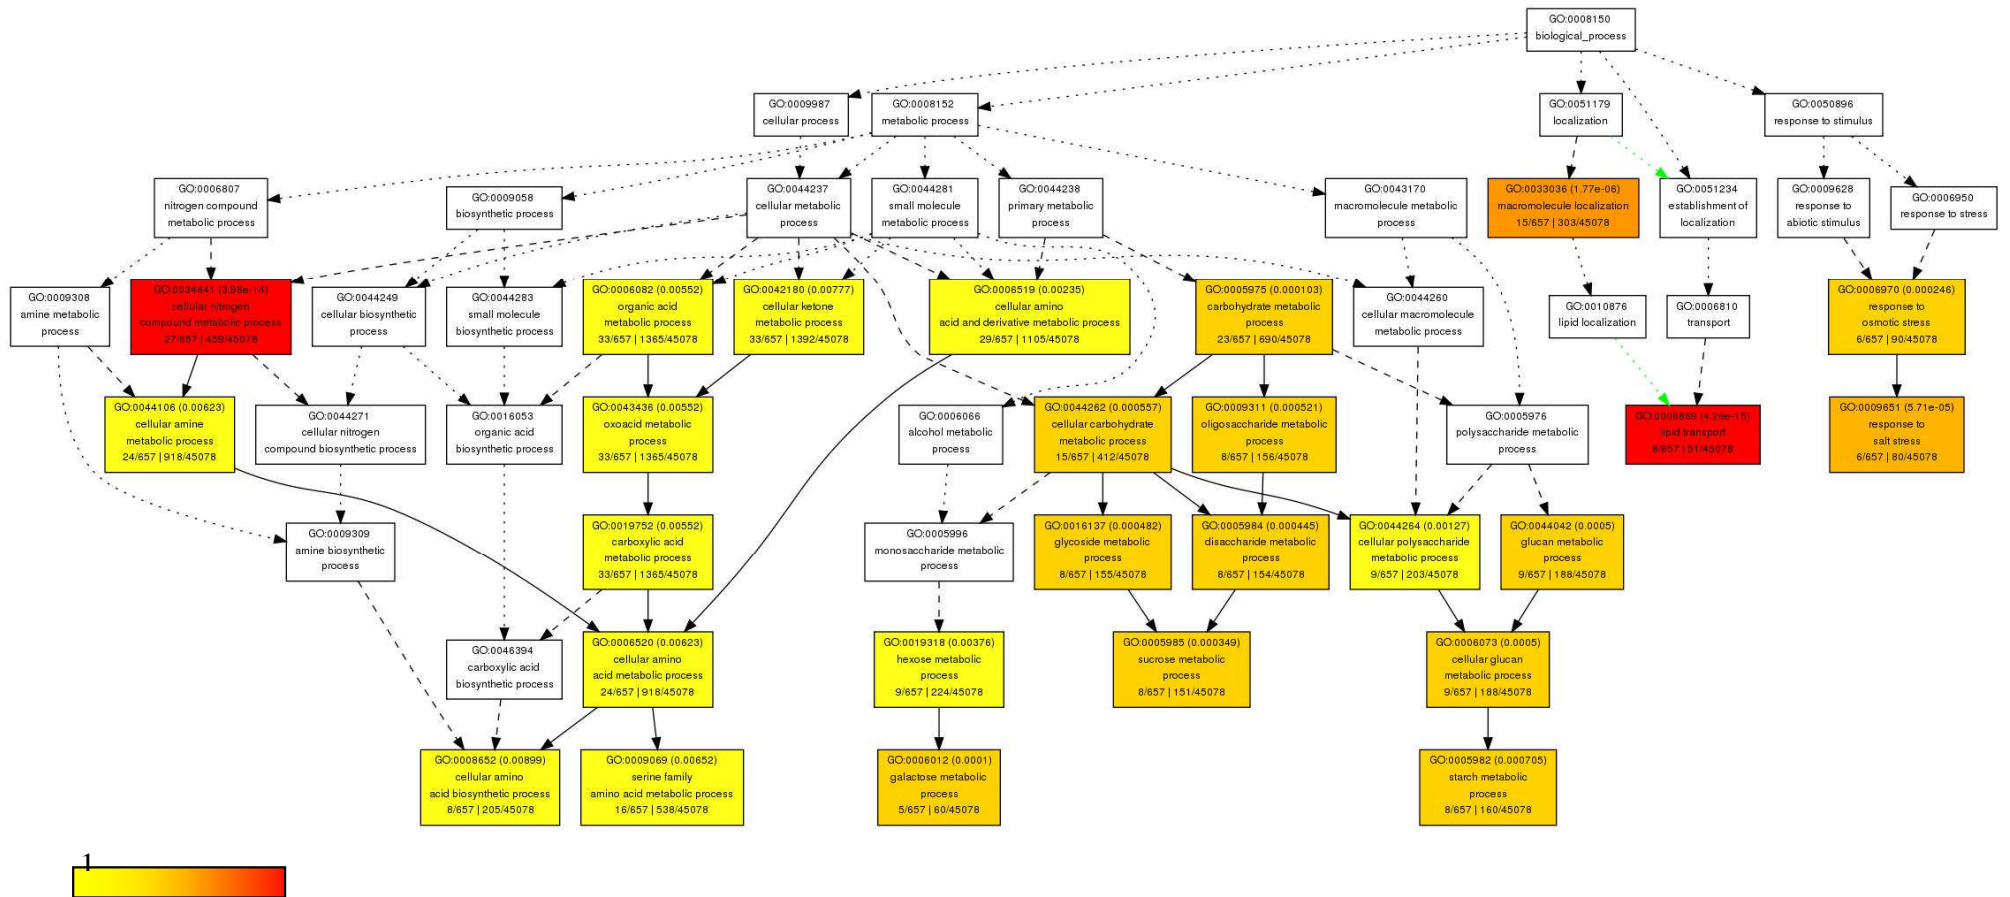 GO:0008150
biological_process
GO:0009987
cellular process
GO:0008152
metabolic process
GO:0051179
localization
GO:0050896
response to stimulus
GO:0006807
nitrogen compound
metabolic process
GO:0009058
biosynthetic process
GO:0044237
cellular metabolic
process
GO:0044281
small molecule
metabolic process
GO:0044238
primary metabolic
process
GO:0043170
macromolecule metabolic
process
GO:0033036 (1.77e-06)
macromolecule localization
15/657 | 303/45078
GO:0051234
establishment of
localization
GO:0009628
response to
abiotic stimulus
GO:0006950
response to stress
GO:0009308
amine metabolic
process
GO:0034641 (3.98e-14)
cellular nitrogen
compound metabolic process
27/657 | 459/45078
GO:0044249
cellular biosynthetic
process
GO:0044283
small molecule
biosynthetic process
GO:0006082 (0.00552)
organic acid
metabolic process
33/657 | 1365/45078
GO:0042180 (0.00777)
cellular ketone
metabolic process
33/657 | 1392/45078
GO:0006519 (0.00235)
cellular amino
acid and derivative metabolic process
29/657 | 1105/45078
GO:0005975 (0.000103)
carbohydrate metabolic
process
23/657 | 690/45078
GO:0044260
cellular macromolecule
metabolic process
GO:0010876
lipid localization
GO:0006810
transport
GO:0006970 (0.000246)
response to
osmotic stress
6/657 | 90/45078
GO:0044106 (0.00623)
cellular amine
metabolic process
24/657 | 918/45078
GO:0044271
cellular nitrogen
compound biosynthetic process
GO:0016053
organic acid
biosynthetic process
GO:0043436 (0.00552)
oxoacid metabolic
process
33/657 | 1365/45078
GO:0006066
alcohol metabolic
process
GO:0044262 (0.000557)
cellular carbohydrate
metabolic process
15/657 | 412/45078
GO:0009311 (0.000521)
oligosaccharide metabolic
process
8/657 | 156/45078
GO:0005976
polysaccharide metabolic
process
GO:0006869 (4.26e-15)
lipid transport
8/657 | 51/45078
GO:0009651 (5.71e-05)
response to
salt stress
6/657 | 80/45078
GO:0009309
amine biosynthetic
process
GO:0019752 (0.00552)
carboxylic acid
metabolic process
33/657 | 1365/45078
GO:0005996
monosaccharide metabolic
process
GO:0016137 (0.000482)
glycoside metabolic
process
8/657 | 155/45078
GO:0005984 (0.000445)
disaccharide metabolic
process
8/657 | 154/45078
GO:0044264 (0.00127)
cellular polysaccharide
metabolic process
9/657 | 203/45078
GO:0044042 (0.0005)
glucan metabolic
process
9/657 | 188/45078
GO:0046394
carboxylic acid
biosynthetic process
GO:0006520 (0.00623)
cellular amino
acid metabolic process
24/657 | 918/45078
GO:0019318 (0.00376)
hexose metabolic
process
9/657 | 224/45078
GO:0005985 (0.000349)
sucrose metabolic
process
8/657 | 151/45078
GO:0006073 (0.0005)
cellular glucan
metabolic process
9/657 | 188/45078
GO:0008652 (0.00899)
cellular amino
acid biosynthetic process
8/657 | 205/45078
GO:0009069 (0.00652)
serine family
amino acid metabolic process
16/657 | 538/45078
GO:0006012 (0.0001)
galactose metabolic
process
5/657 | 60/45078
GO:0005982 (0.000705)
starch metabolic
process
8/657 | 160/45078
1